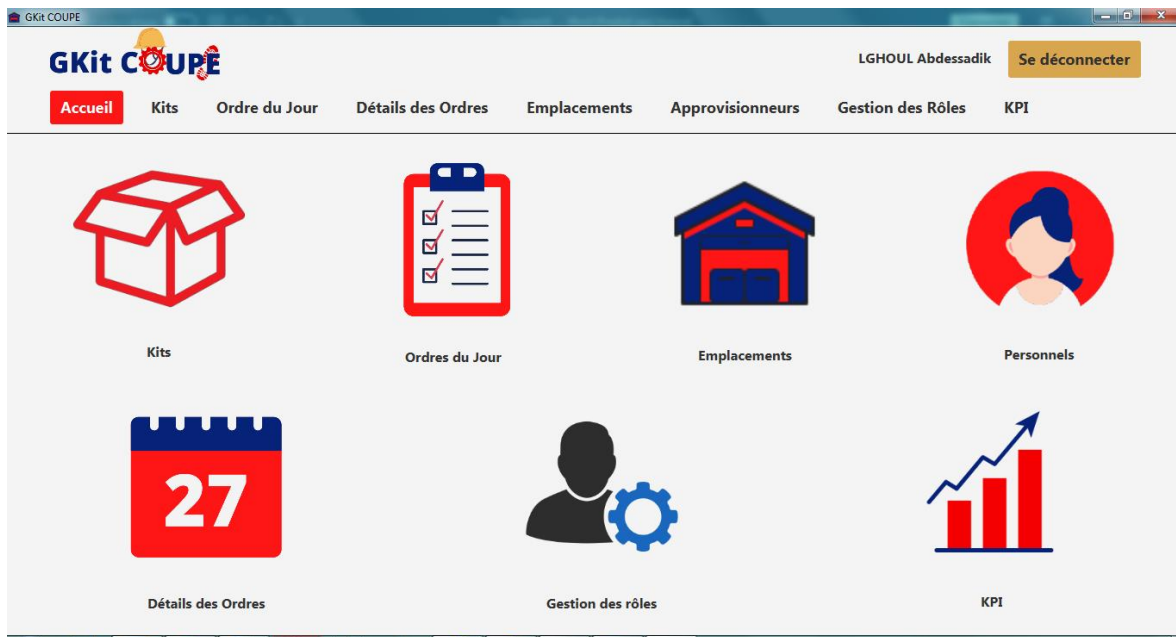 GKit COUPE
GKit COUPE
LGHOUL Abdessadik
Se déconnecter
Accueil Kits Ordre du Jour Détails des Ordres Emplacements Approvisionneurs Gestion des Rôles KPI
Kits
Ordres du Jour
Emplacements
Personnels
27
Détails des Ordres
Gestion des rôles
KPI